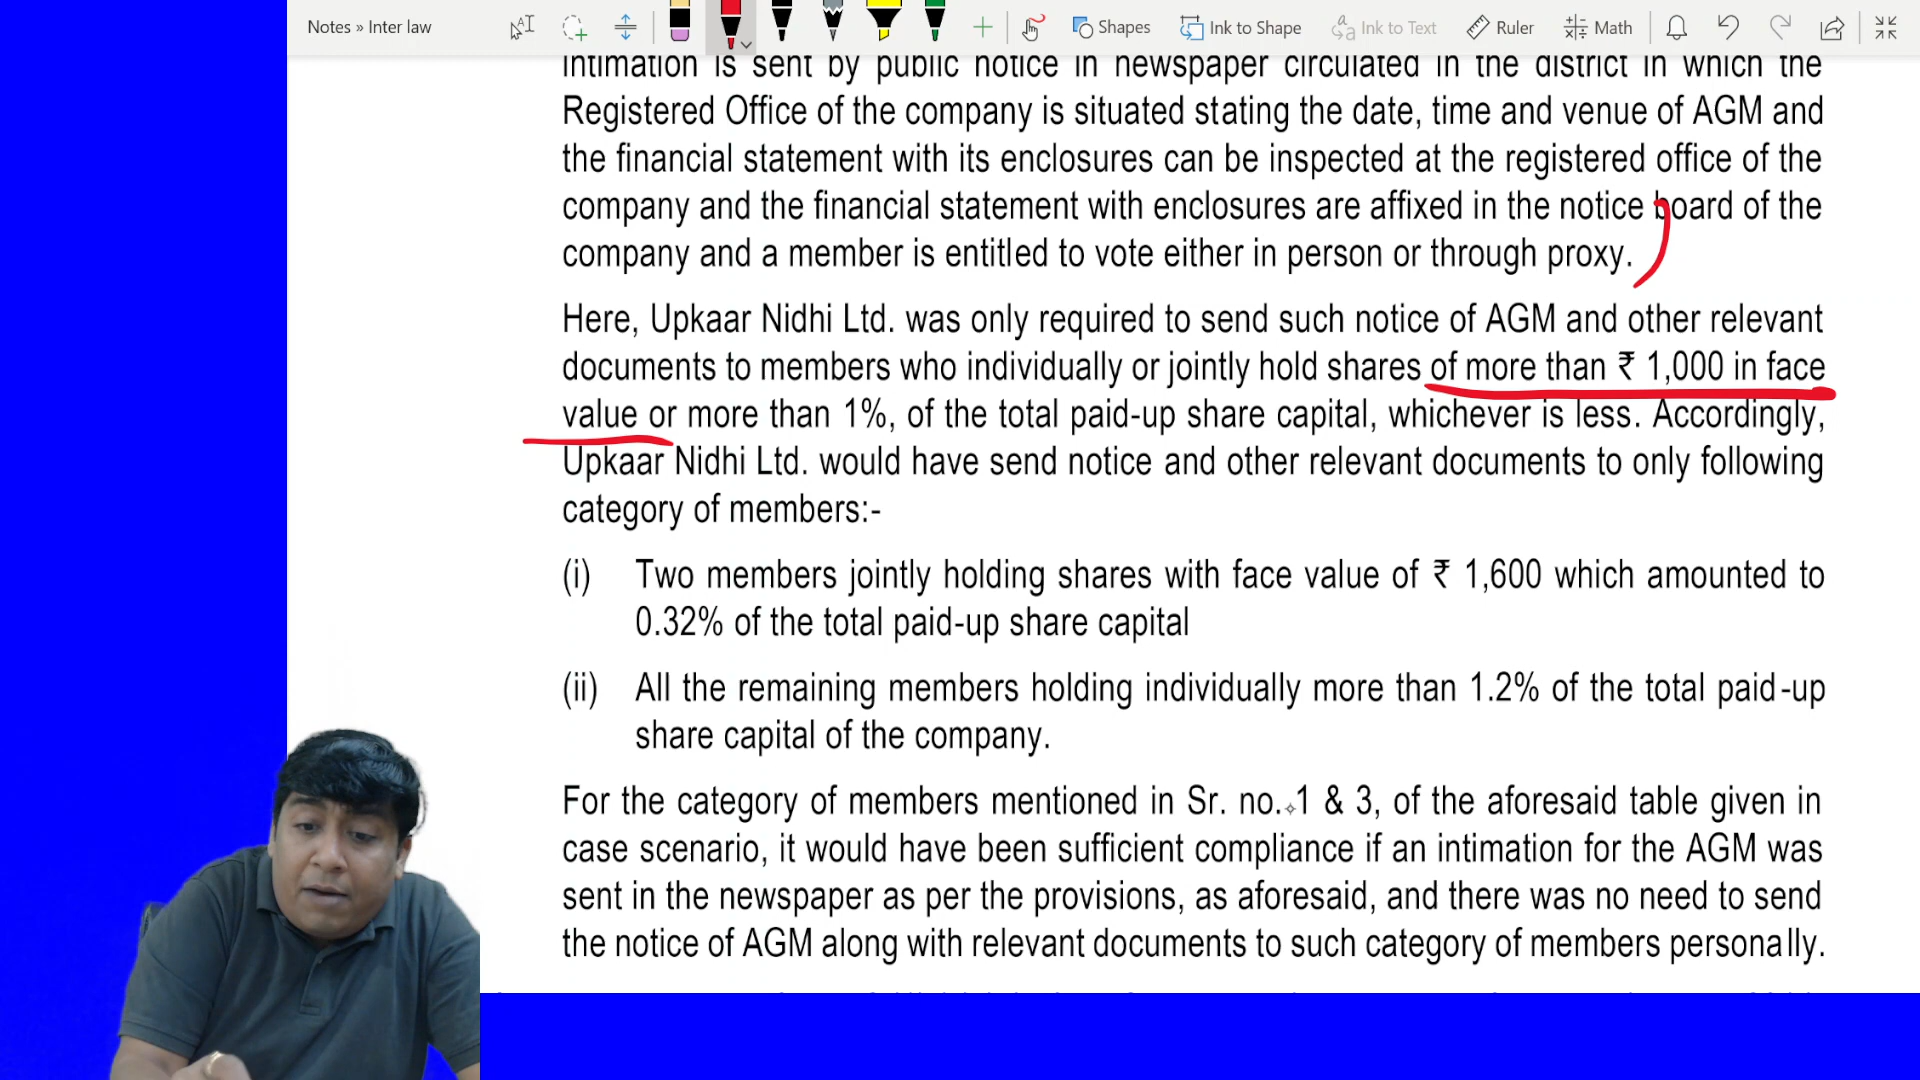 Notes » Inter law
Shapes
Ink to Shape
Ink to Text
Ruler
Math
intimation is sent by public notice in newspaper circulated in the district in which the
Registered Office of the company is situated stating the date, time and venue of AGM and
the financial statement with its enclosures can be inspected at the registered office of the
company and the financial statement with enclosures are affixed in the notice board of the
company and a member is entitled to vote either in person or through proxy.
Here, Upkaar Nidhi Ltd. was only required to send such notice of AGM and other relevant
documents to members who individually or jointly hold shares of more than ₹ 1,000 in face
value or more than 1%, of the total paid-up share capital, whichever is less. Accordingly,
Upkaar Nidhi Ltd. would have send notice and other relevant documents to only following
category of members:-
(i) Two members jointly holding shares with face value of ₹ 1,600 which amounted to
0.32% of the total paid-up share capital
(ii) All the remaining members holding individually more than 1.2% of the total paid-up
share capital of the company.
For the category of members mentioned in Sr. no. 1 & 3, of the aforesaid table given in
case scenario, it would have been sufficient compliance if an intimation for the AGM was
sent in the newspaper as per the provisions, as aforesaid, and there was no need to send
the notice of AGM along with relevant documents to such category of members personally.